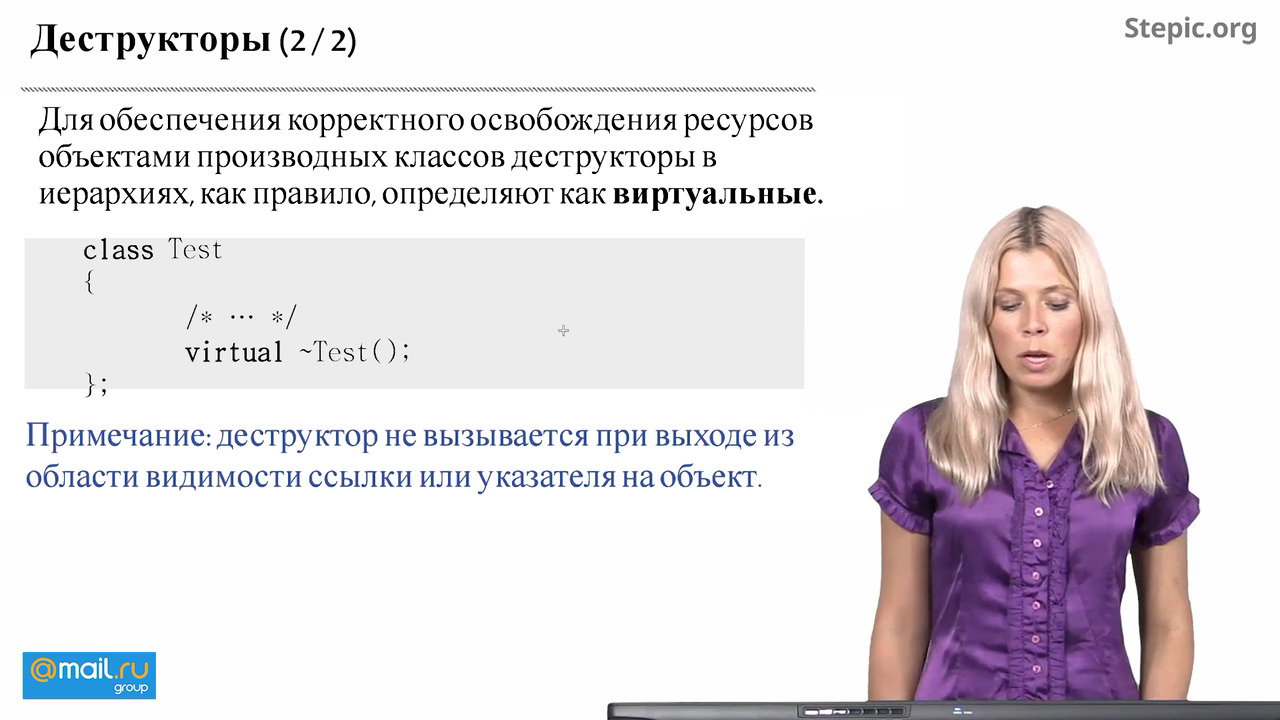 Деструкторы (2 / 2)
Stepic.org
Для обеспечения корректного освобождения ресурсов
объектами производных классов деструкторы в
иерархиях, как правило, определяют как виртуальные.
class Test
{
/* … */
virtual ~Test();
};
Примечание: деструктор не вызывается при выходе из
области видимости ссылки или указателя на объект.
@mail.ru
group